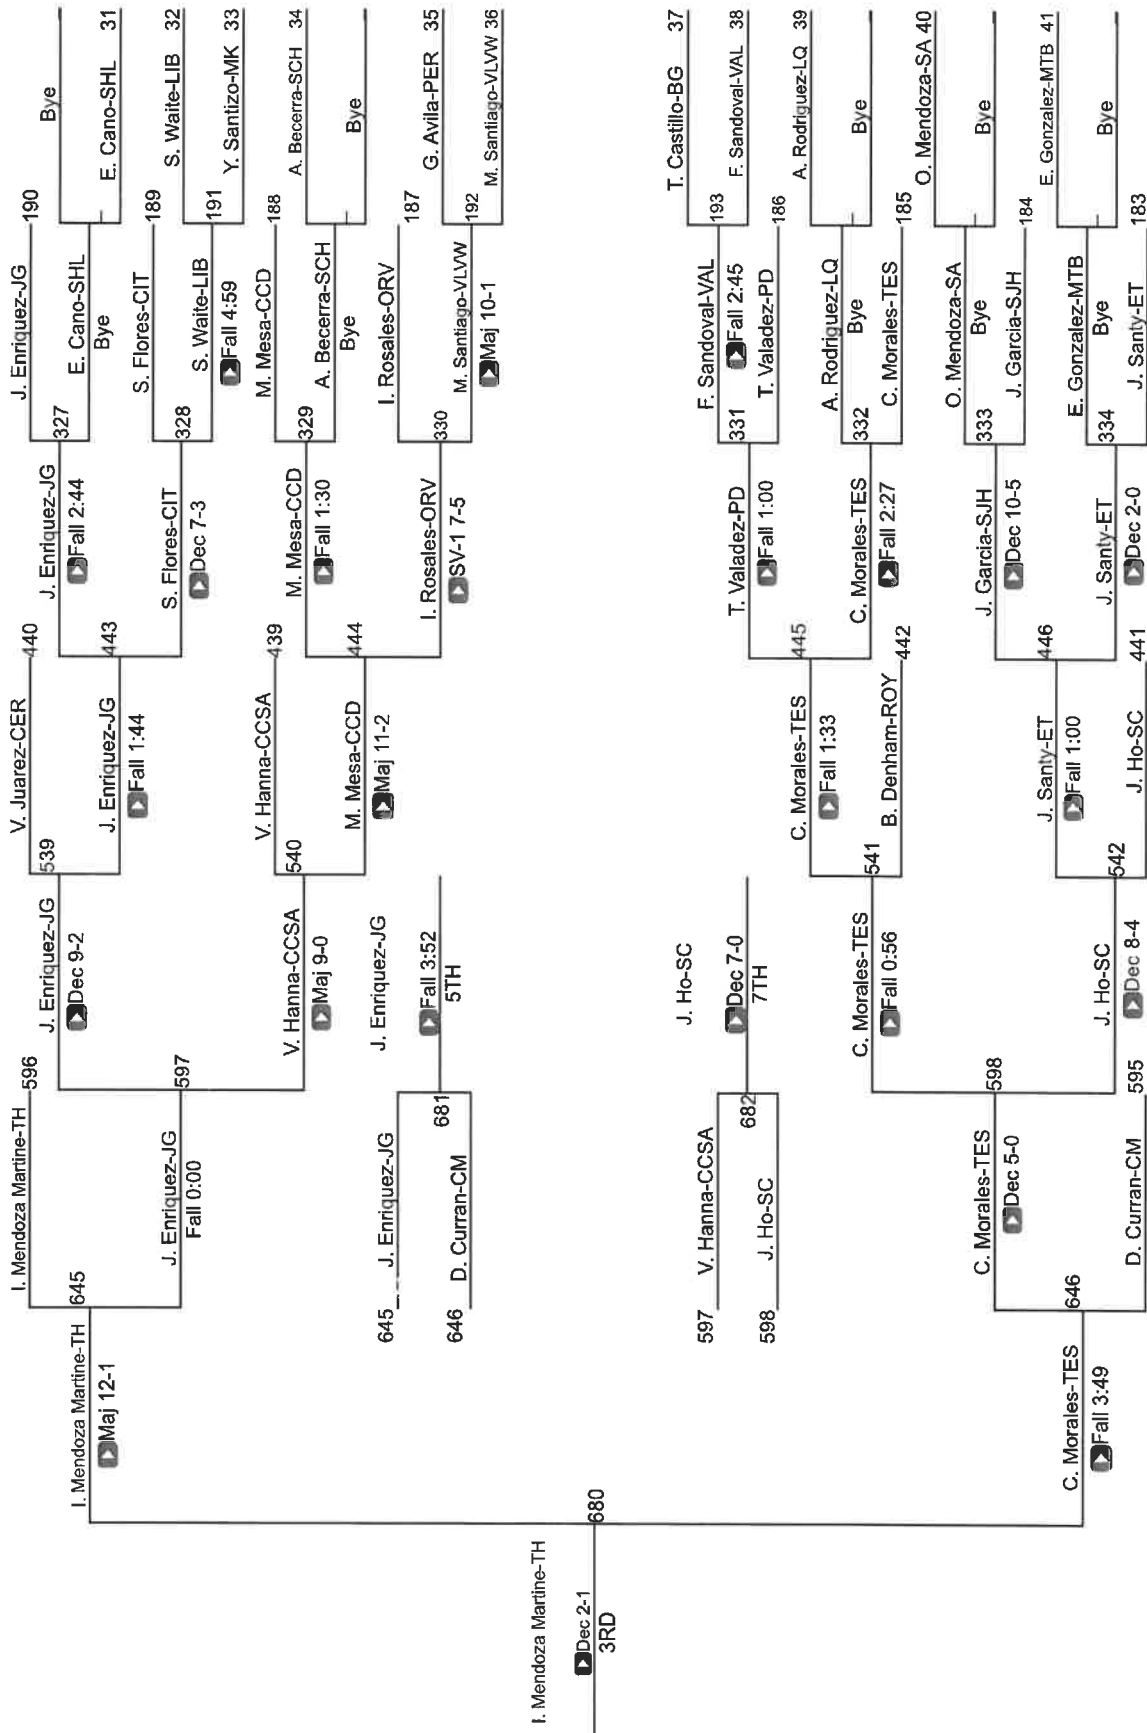 Bye
E. Cano-SHL 31
S. Waite-LIB 32
Y. Santizo-MK 33
A. Becerra-SCH 34
Bye
G. Avila-PER 35
M. Santiago-VLVW 36
T. Castillo-BG 37
F. Sandoval-VAL 38
A. Rodriguez-LQ 39
Bye
O. Mendoza-SA 40
Bye
E. Gonzalez-MTB 41
Bye
J. Enriquez-JG 190
E. Cano-SHL
Bye
S. Flores-CIT 189
S. Waite-LIB 191
Fall 4:59
M. Mesa-CCD 188
A. Becerra-SCH
Bye
I. Rosales-ORV 187
M. Santiago-VLVW 192
Maj 10-1
F. Sandoval-VAL 193
Fall 2:45
T. Valadez-PD 186
A. Rodriguez-LQ
Bye
C. Morales-TES 185
O. Mendoza-SA
Bye
J. Garcia-SJH 184
E. Gonzalez-MTB
Bye
J. Santy-ET 183
J. Enriquez-JG 327
Fall 2:44
S. Flores-CIT 328
Dec 7-3
M. Mesa-CCD 329
Fall 1:30
I. Rosales-ORV 330
SV-1 7-5
T. Valadez-PD 331
Fall 1:00
C. Morales-TES 332
Fall 2:27
J. Garcia-SJH 333
Dec 10-5
J. Santy-ET 334
Dec 2-0
V. Juarez-CER 440
J. Enriquez-JG 443
Fall 1:44
V. Hanna-CCSA 439
M. Mesa-CCD 444
Maj 11-2
C. Morales-TES 445
Fall 1:33
B. Denham-ROY 442
J. Santy-ET 446
Fall 1:00
J. Ho-SC 441
J. Enriquez-JG 539
Dec 9-2
V. Hanna-CCSA 540
Maj 9-0
J. Enriquez-JG
Fall 3:52
5TH
J. Ho-SC
Dec 7-0
7TH
C. Morales-TES 541
Fall 0:56
J. Ho-SC 542
Dec 8-4
I. Mendoza Martine-TH 596
J. Enriquez-JG 597
Fall 0:00
645 J. Enriquez-JG
681
646 D. Curran-CM
597 V. Hanna-CCSA
682
598 J. Ho-SC
C. Morales-TES 598
Dec 5-0
D. Curran-CM 595
I. Mendoza Martine-TH 645
Maj 12-1
C. Morales-TES 646
Fall 3:49
I. Mendoza Martine-TH 680
Dec 2-1
3RD